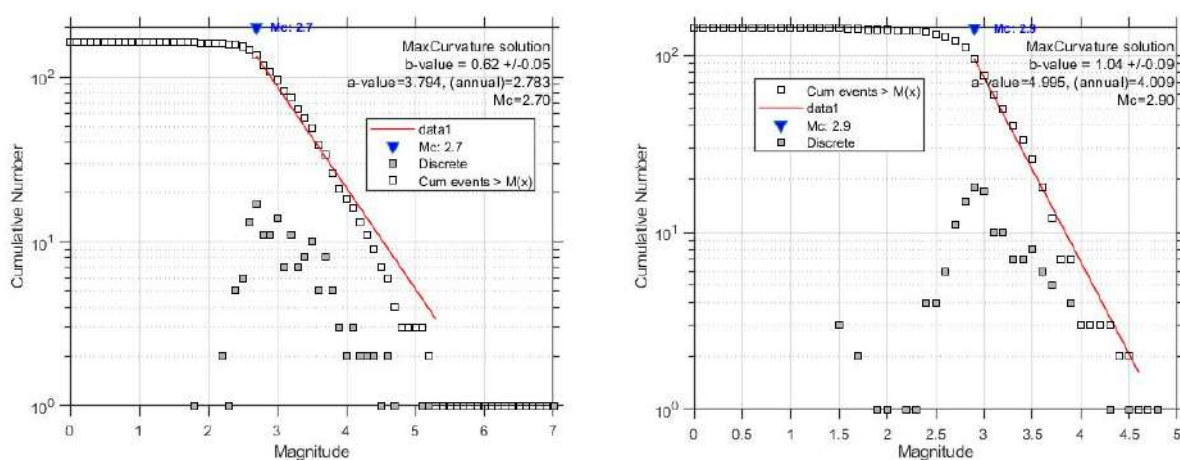 Mc: 2.7
MaxCurvature solution
b-value = 0.62 +/-0.05
a-value=3.794, (annual)=2.783
Mc=2.70
data1
Mc: 2.7
Discrete
Cum events > M(x)
Cumulative Number
10^2
10^1
10^0
0 1 2 3 4 5 6 7
Magnitude
Mc: 2.9
MaxCurvature solution
b-value = 1.04 +/-0.09
a-value=4.995, (annual)=4.009
Mc=2.90
Cum events > M(x)
data1
Mc: 2.9
Discrete
Cumulative Number
10^2
10^1
10^0
0 0.5 1 1.5 2 2.5 3 3.5 4 4.5 5
Magnitude